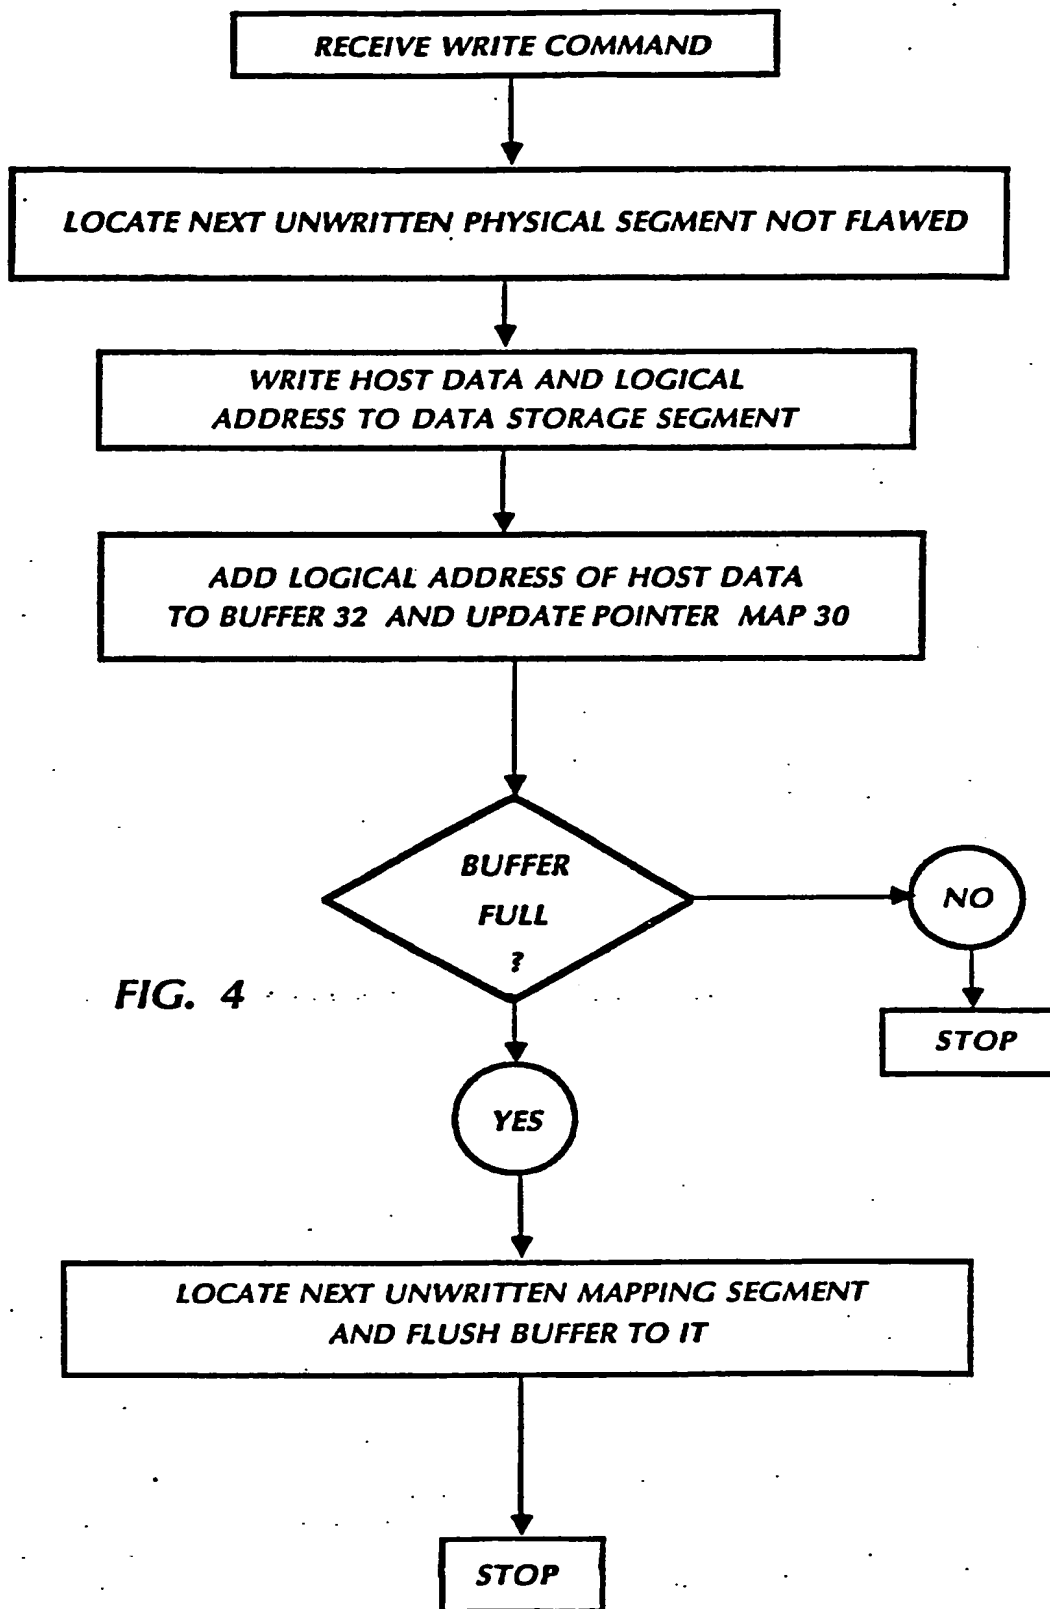 RECEIVE WRITE COMMAND
LOCATE NEXT UNWRITTEN PHYSICAL SEGMENT NOT FLAWED
WRITE HOST DATA AND LOGICAL
ADDRESS TO DATA STORAGE SEGMENT
ADD LOGICAL ADDRESS OF HOST DATA
TO BUFFER 32 AND UPDATE POINTER MAP 30
BUFFER
FULL
?
NO
FIG. 4
STOP
YES
LOCATE NEXT UNWRITTEN MAPPING SEGMENT
AND FLUSH BUFFER TO IT
STOP